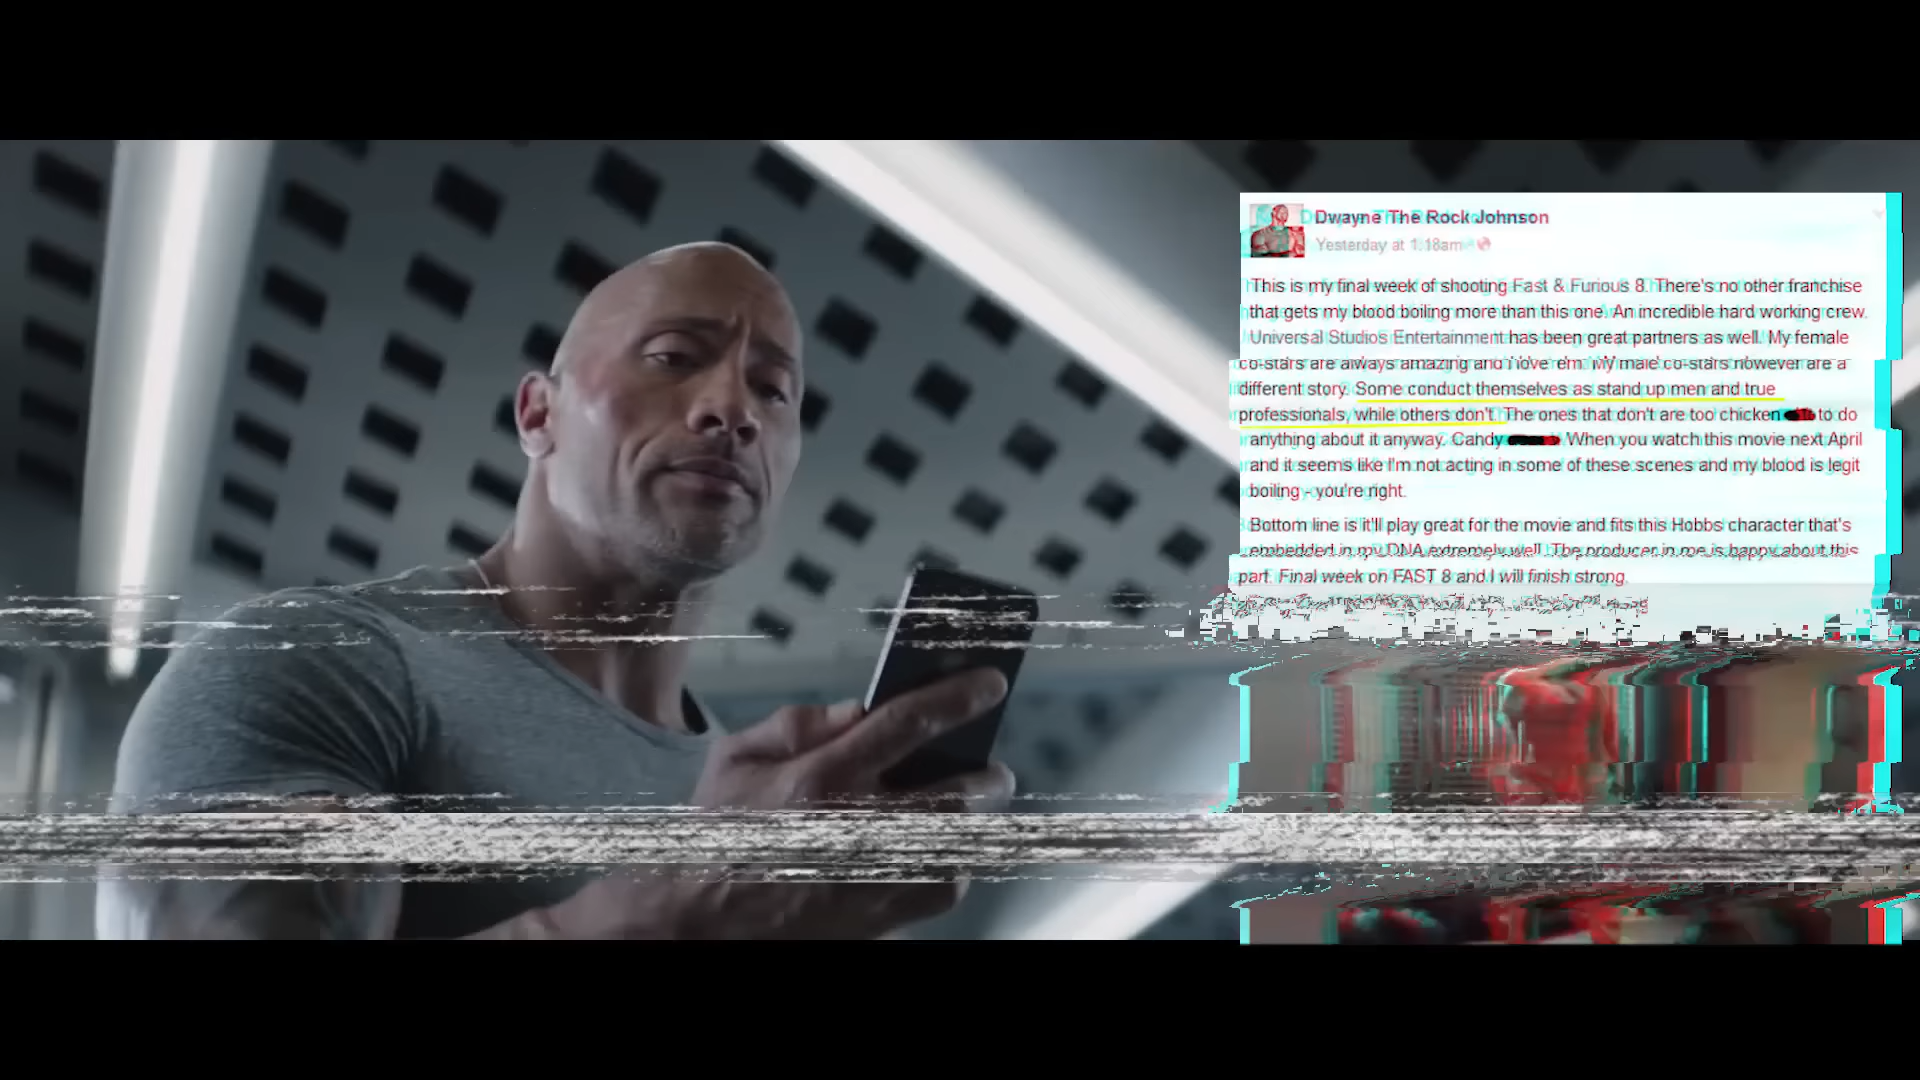 Dwayne The Rock Johnson
Yesterday at 1:18am
This is my final week of shooting Fast & Furious 8. There's no other franchise
that gets my blood boiling more than this one. An incredible hard working crew.
Universal Studios Entertainment has been great partners as well. My female
co-stars are always amazing and I love 'em. My male co-stars however are a
different story. Some conduct themselves as stand up men and true
professionals, while others don't. The ones that don't are too chicken to do
anything about it anyway. Candy When you watch this movie next April
and it seems like I'm not acting in some of these scenes and my blood is legit
boiling - you're right.
Bottom line is it'll play great for the movie and fits this Hobbs character that's
embedded in my DNA extremely well. The producer in me is happy about this
part. Final week on FAST 8 and I will finish strong.